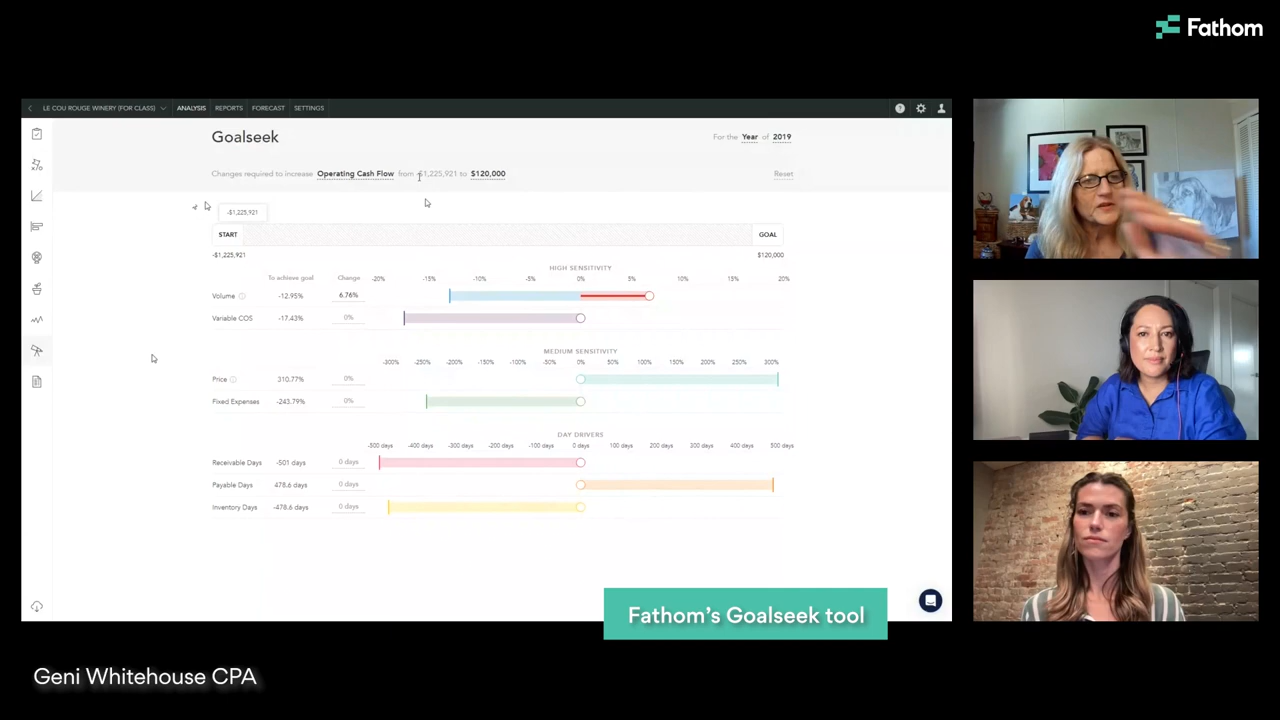 Fathom
LE COU ROUGE WINERY (FOR CLASS) ANALYSIS REPORTS FORECAST SETTINGS
Goalseek
For the Year of 2019
Changes required to increase Operating Cash Flow from -$1,225,921 to $120,000
Reset
-$1,225,921
START GOAL
-$1,225,921 $120,000
HIGH SENSITIVITY
To achieve goal Change -20% -15% -10% -5% 0% 5% 10% 15% 20%
Volume -12.95% 6.76%
Variable COS -17.43% 0%
MEDIUM SENSITIVITY
-300% -250% -200% -150% -100% -50% 0% 50% 100% 150% 200% 250% 300%
Price 310.77% 0%
Fixed Expenses -243.79% 0%
DAY DRIVERS
-500 days -400 days -300 days -200 days -100 days 0 days 100 days 200 days 300 days 400 days 500 days
Receivable Days -501 days 0 days
Payable Days 478.6 days 0 days
Inventory Days -478.6 days 0 days
Fathom's Goalseek tool
Geni Whitehouse CPA